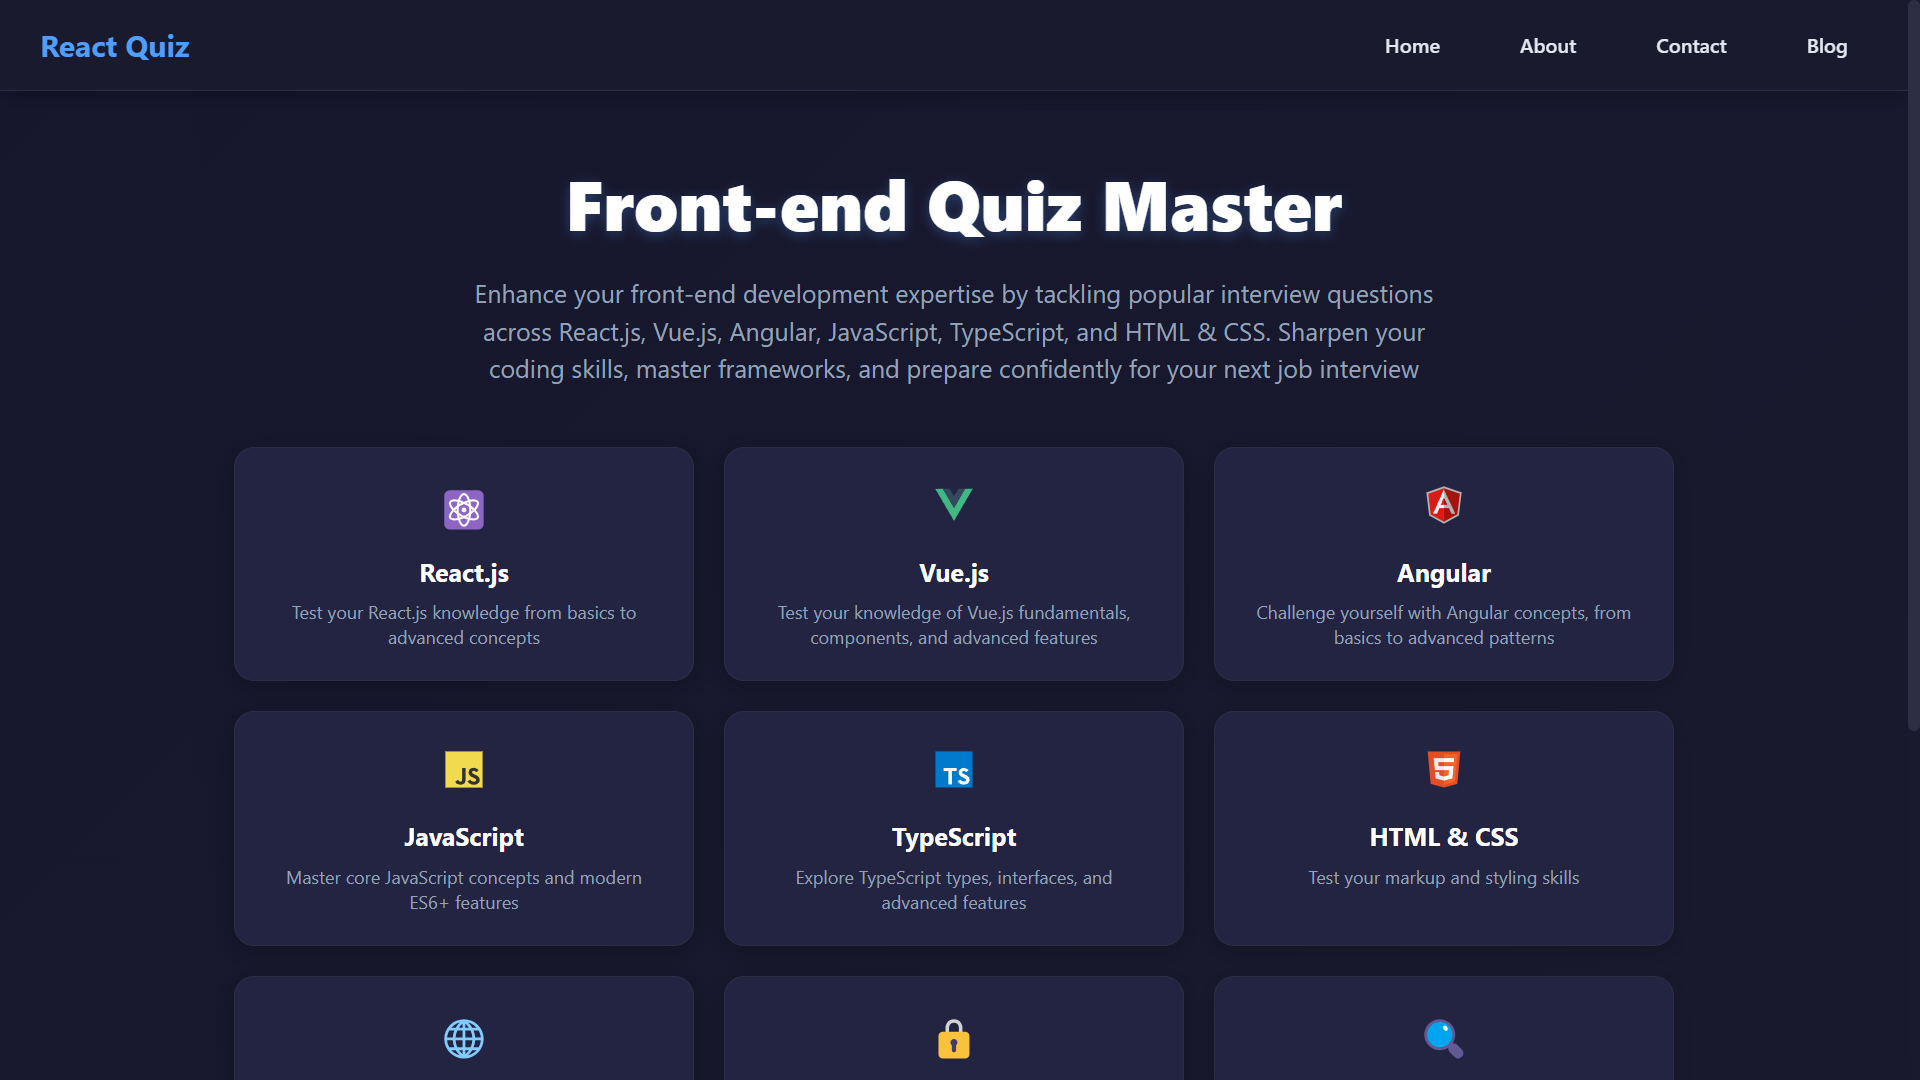 React Quiz
Home
About
Contact
Blog
Front-end Quiz Master
Enhance your front-end development expertise by tackling popular interview questions
across React.js, Vue.js, Angular, JavaScript, TypeScript, and HTML & CSS. Sharpen your
coding skills, master frameworks, and prepare confidently for your next job interview
React.js
Test your React.js knowledge from basics to
advanced concepts
Vue.js
Test your knowledge of Vue.js fundamentals,
components, and advanced features
Angular
Challenge yourself with Angular concepts, from
basics to advanced patterns
JS
JavaScript
Master core JavaScript concepts and modern
ES6+ features
TS
TypeScript
Explore TypeScript types, interfaces, and
advanced features
5
HTML & CSS
Test your markup and styling skills